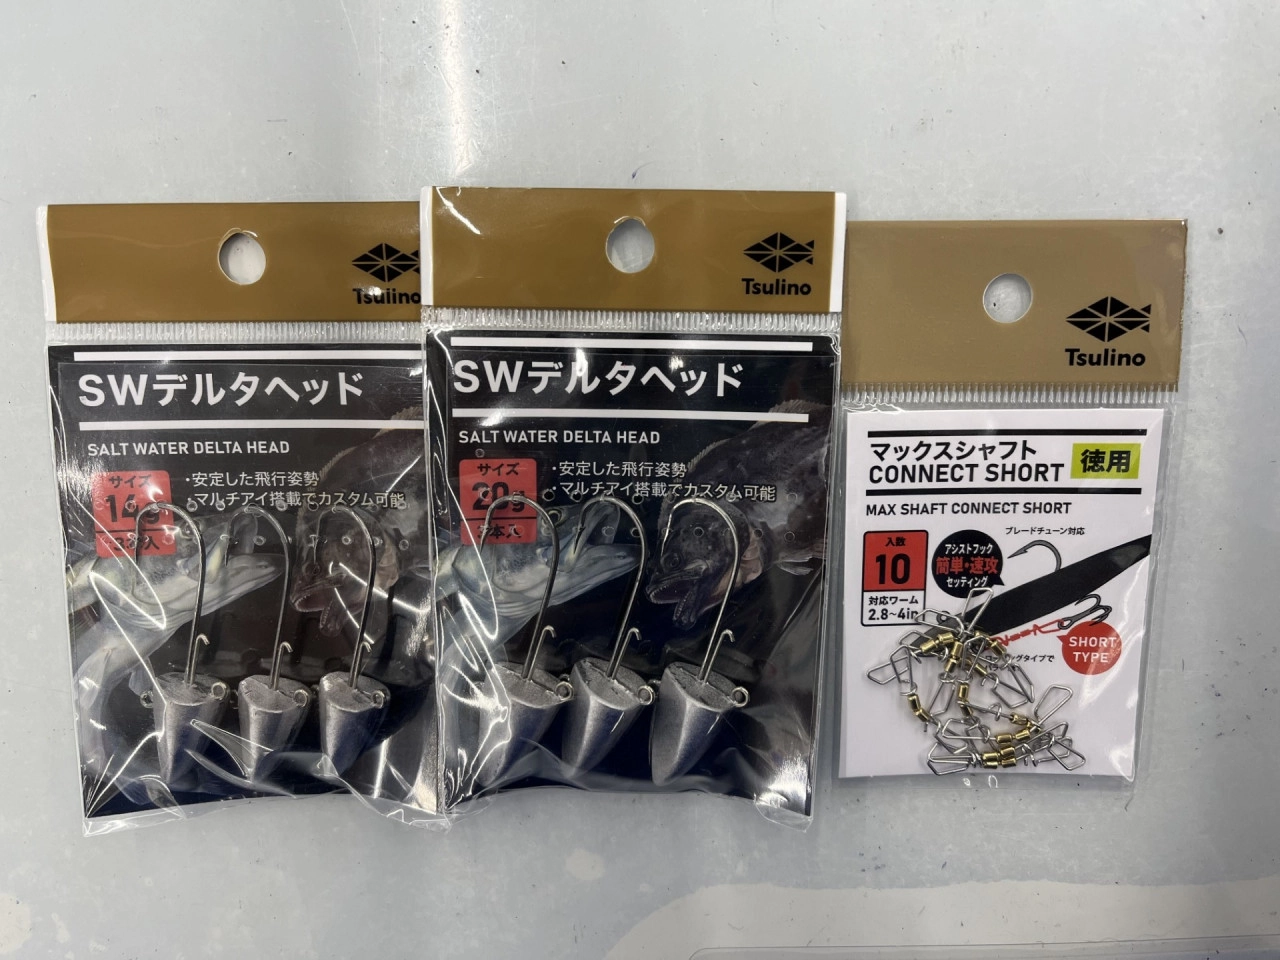 Tsulino
SWデルタヘッド
SALT WATER DELTA HEAD
サイズ
14g
3本入
・安定した飛行姿勢
・マルチアイ搭載でカスタム可能
Tsulino
SWデルタヘッド
SALT WATER DELTA HEAD
サイズ
20g
3本入
・安定した飛行姿勢
・マルチアイ搭載でカスタム可能
Tsulino
マックスシャフト
CONNECT SHORT
徳用
MAX SHAFT CONNECT SHORT
ブレードチューン対応
入数
10
対応ワーム
2.8~4in
アシストフック
簡単・速攻
セッティング
SHORT
TYPE